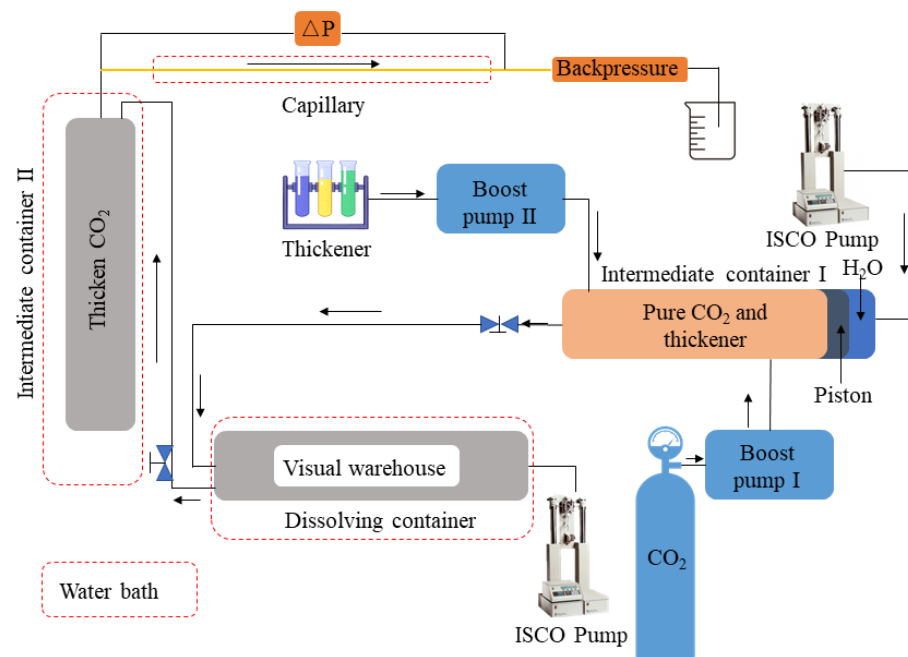 △P
Backpressure
Capillary
Intermediate container II
Thicken CO₂
Thickener
Boost
pump II
ISCO Pump
H₂O
Intermediate container I
Pure CO₂ and
thickener
Piston
Boost
pump I
CO₂
Visual warehouse
Dissolving container
ISCO Pump
Water bath